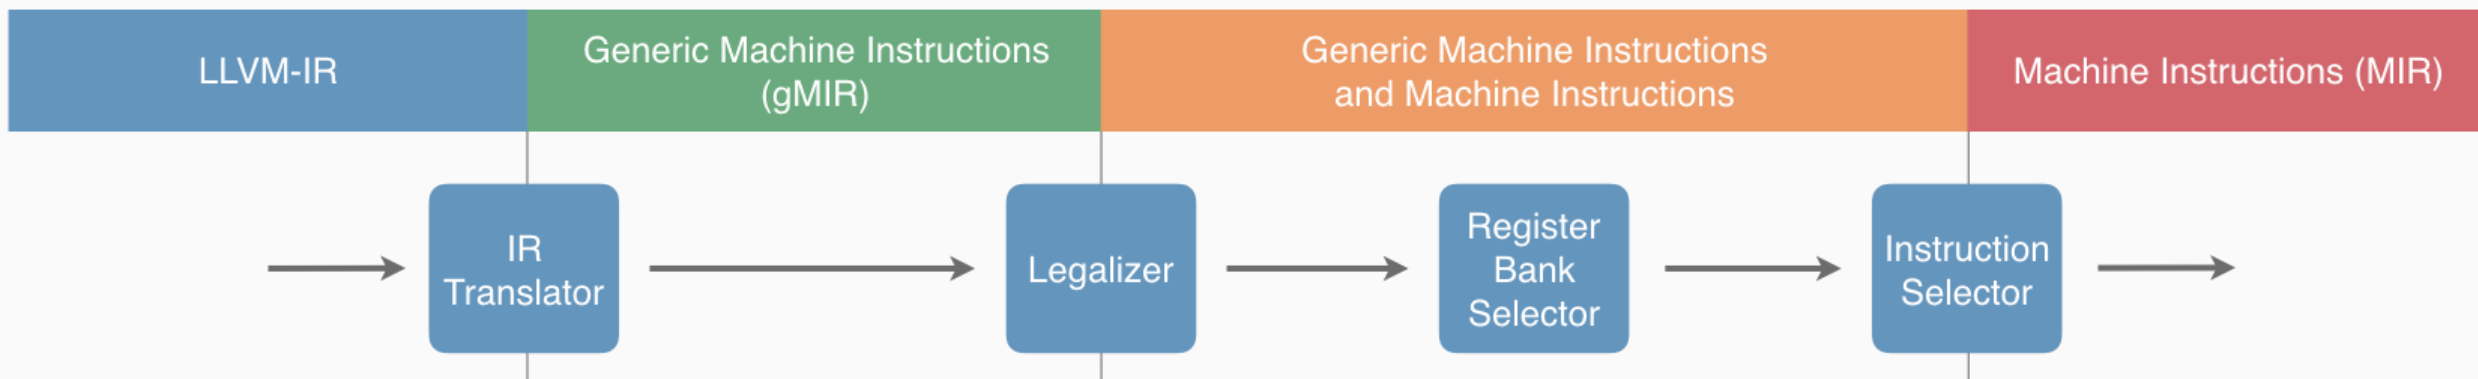 LLVM-IR
Generic Machine Instructions
(gMIR)
Generic Machine Instructions
and Machine Instructions
Machine Instructions (MIR)
IR
Translator
Legalizer
Register
Bank
Selector
Instruction
Selector